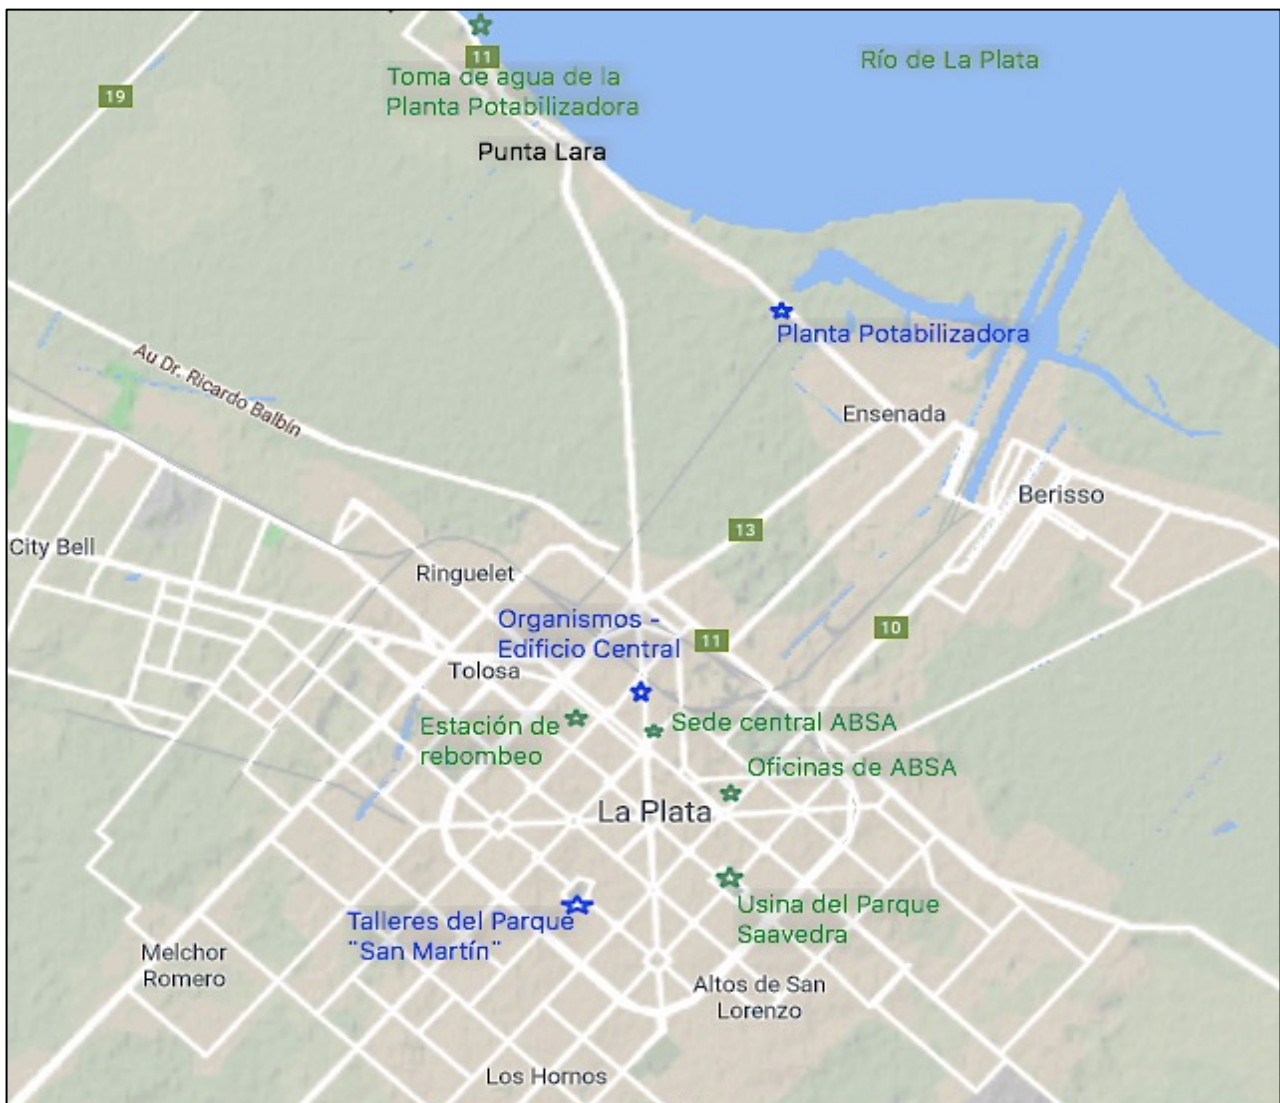 11
Río de La Plata
Toma de agua de la
Planta Potabilizadora
19
Punta Lara
Planta Potabilizadora
Au Dr. Ricardo Balbín
Ensenada
Berisso
13
City Bell
Ringuelet
Organismos -
Edificio Central
11
10
Tolosa
Estación de
rebombeo
Sede central ABSA
Oficinas de ABSA
La Plata
Usina del Parque
Saavedra
Talleres del Parque
¨San Martín¨
Melchor
Romero
Altos de San
Lorenzo
Los Hornos